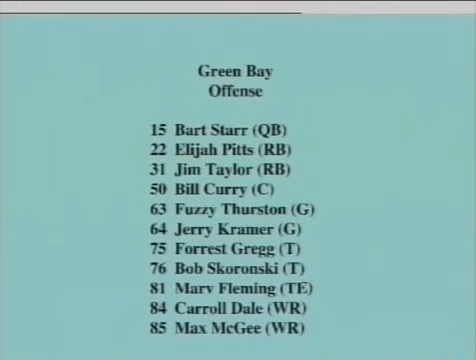 Green Bay
Offense
15 Bart Starr (QB)
22 Elijah Pitts (RB)
31 Jim Taylor (RB)
50 Bill Curry (C)
63 Fuzzy Thurston (G)
64 Jerry Kramer (G)
75 Forrest Gregg (T)
76 Bob Skoronski (T)
81 Marv Fleming (TE)
84 Carroll Dale (WR)
85 Max McGee (WR)